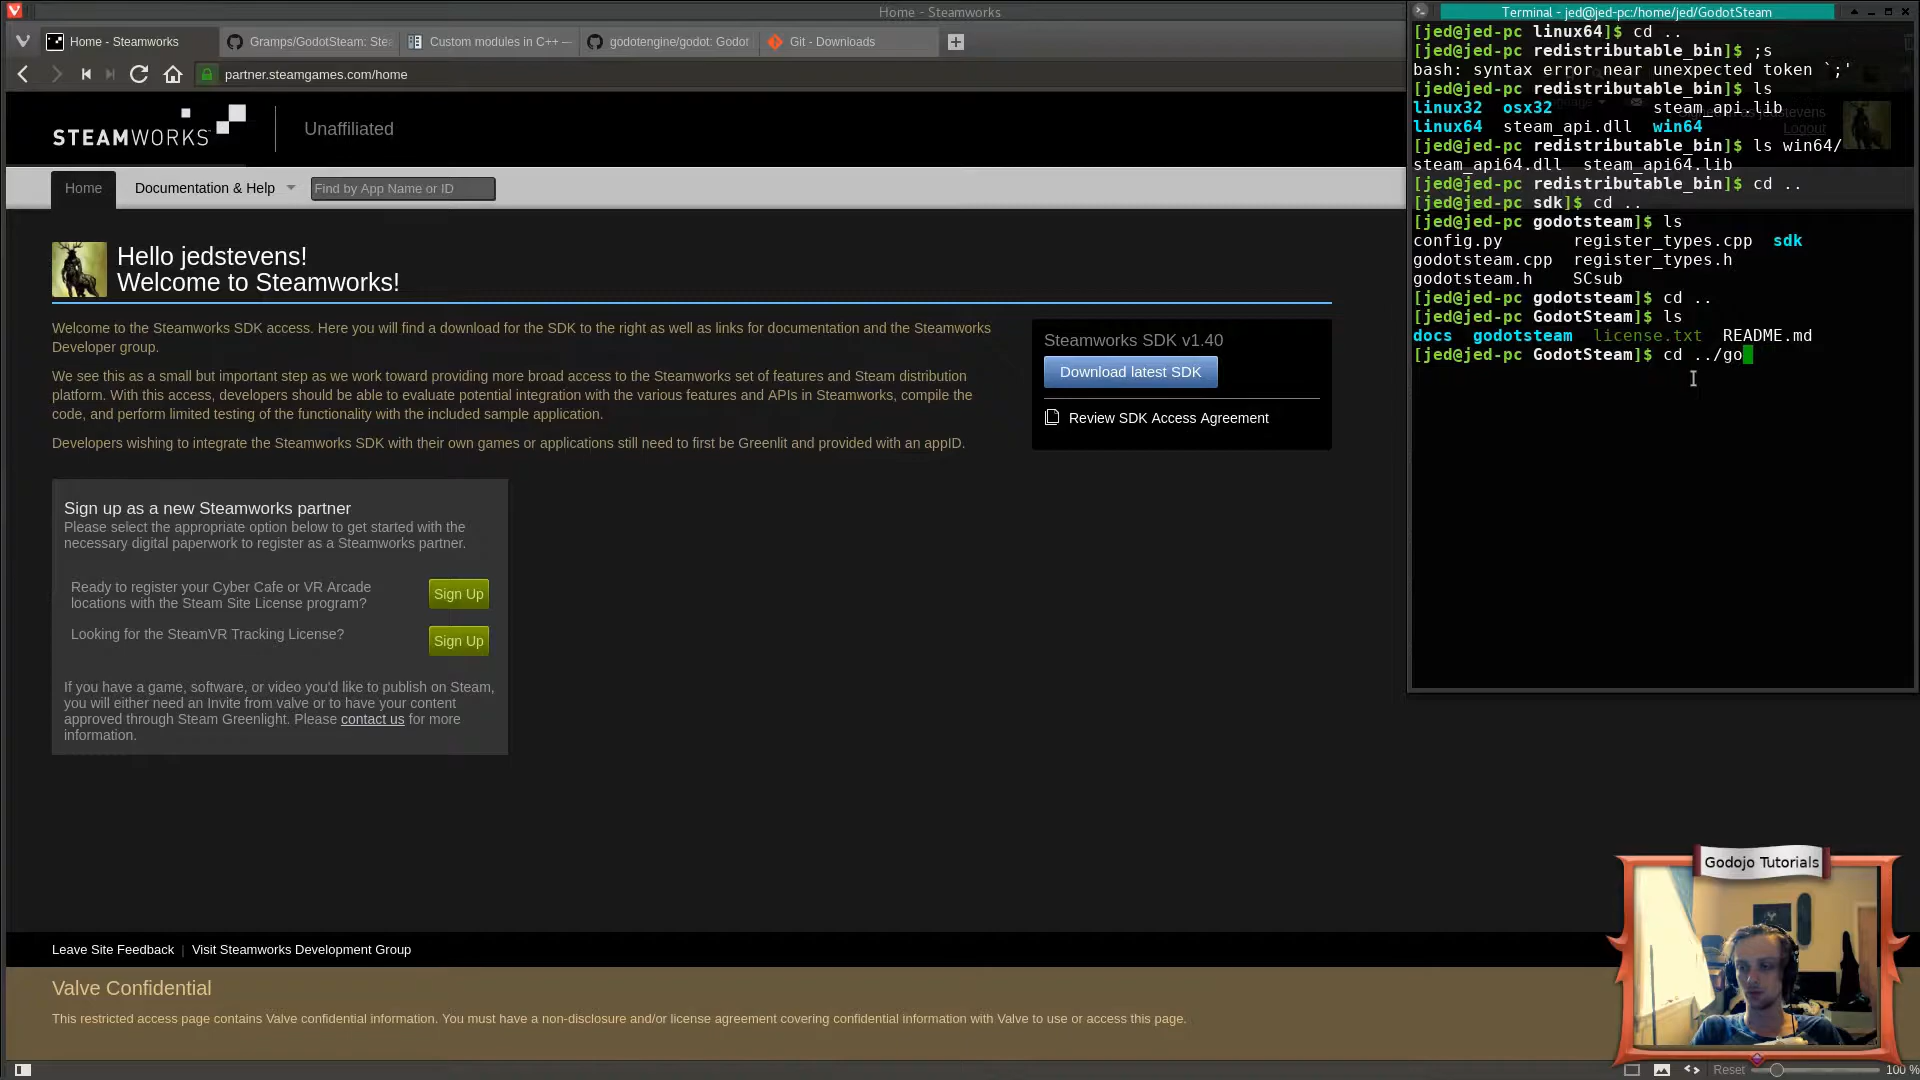 Home - Steamworks
Home - Steamworks
Gramps/GodotSteam: Stea
Custom modules in C++ —
godotengine/godot: Godot
Git - Downloads
partner.steamgames.com/home
STEAMWORKS
Unaffiliated
Logout
Home
Documentation & Help
Find by App Name or ID
Hello jedstevens!
Welcome to Steamworks!
Welcome to the Steamworks SDK access. Here you will find a download for the SDK to the right as well as links for documentation and the Steamworks
Developer group.
We see this as a small but important step as we work toward providing more broad access to the Steamworks set of features and Steam distribution
platform. With this access, developers should be able to evaluate potential integration with the various features and APIs in Steamworks, compile the
code, and perform limited testing of the functionality with the included sample application.
Developers wishing to integrate the Steamworks SDK with their own games or applications still need to first be Greenlit and provided with an appID.
Steamworks SDK v1.40
Download latest SDK
Review SDK Access Agreement
Sign up as a new Steamworks partner
Please select the appropriate option below to get started with the
necessary digital paperwork to register as a Steamworks partner.
Ready to register your Cyber Cafe or VR Arcade
locations with the Steam Site License program?
Sign Up
Looking for the SteamVR Tracking License?
Sign Up
If you have a game, software, or video you'd like to publish on Steam,
you will either need an Invite from valve or to have your content
approved through Steam Greenlight. Please contact us for more
information.
Leave Site Feedback | Visit Steamworks Development Group
Valve Confidential
This restricted access page contains Valve confidential information. You must have a non-disclosure and/or license agreement covering confidential information with Valve to use or access this page.
Terminal - jed@jed-pc:/home/jed/GodotSteam
[jed@jed-pc linux64]$ cd ..
[jed@jed-pc redistributable_bin]$ ;s
bash: syntax error near unexpected token `;'
[jed@jed-pc redistributable_bin]$ ls
linux32 osx32 steam_api.lib
linux64 steam_api.dll win64
[jed@jed-pc redistributable_bin]$ ls win64/
steam_api64.dll steam_api64.lib
[jed@jed-pc redistributable_bin]$ cd ..
[jed@jed-pc sdk]$ cd ..
[jed@jed-pc godotsteam]$ ls
config.py register_types.cpp sdk
godotsteam.cpp register_types.h
godotsteam.h SCsub
[jed@jed-pc godotsteam]$ cd ..
[jed@jed-pc GodotSteam]$ ls
docs godotsteam license.txt README.md
[jed@jed-pc GodotSteam]$ cd ../go
Godojo Tutorials
Reset
100 %